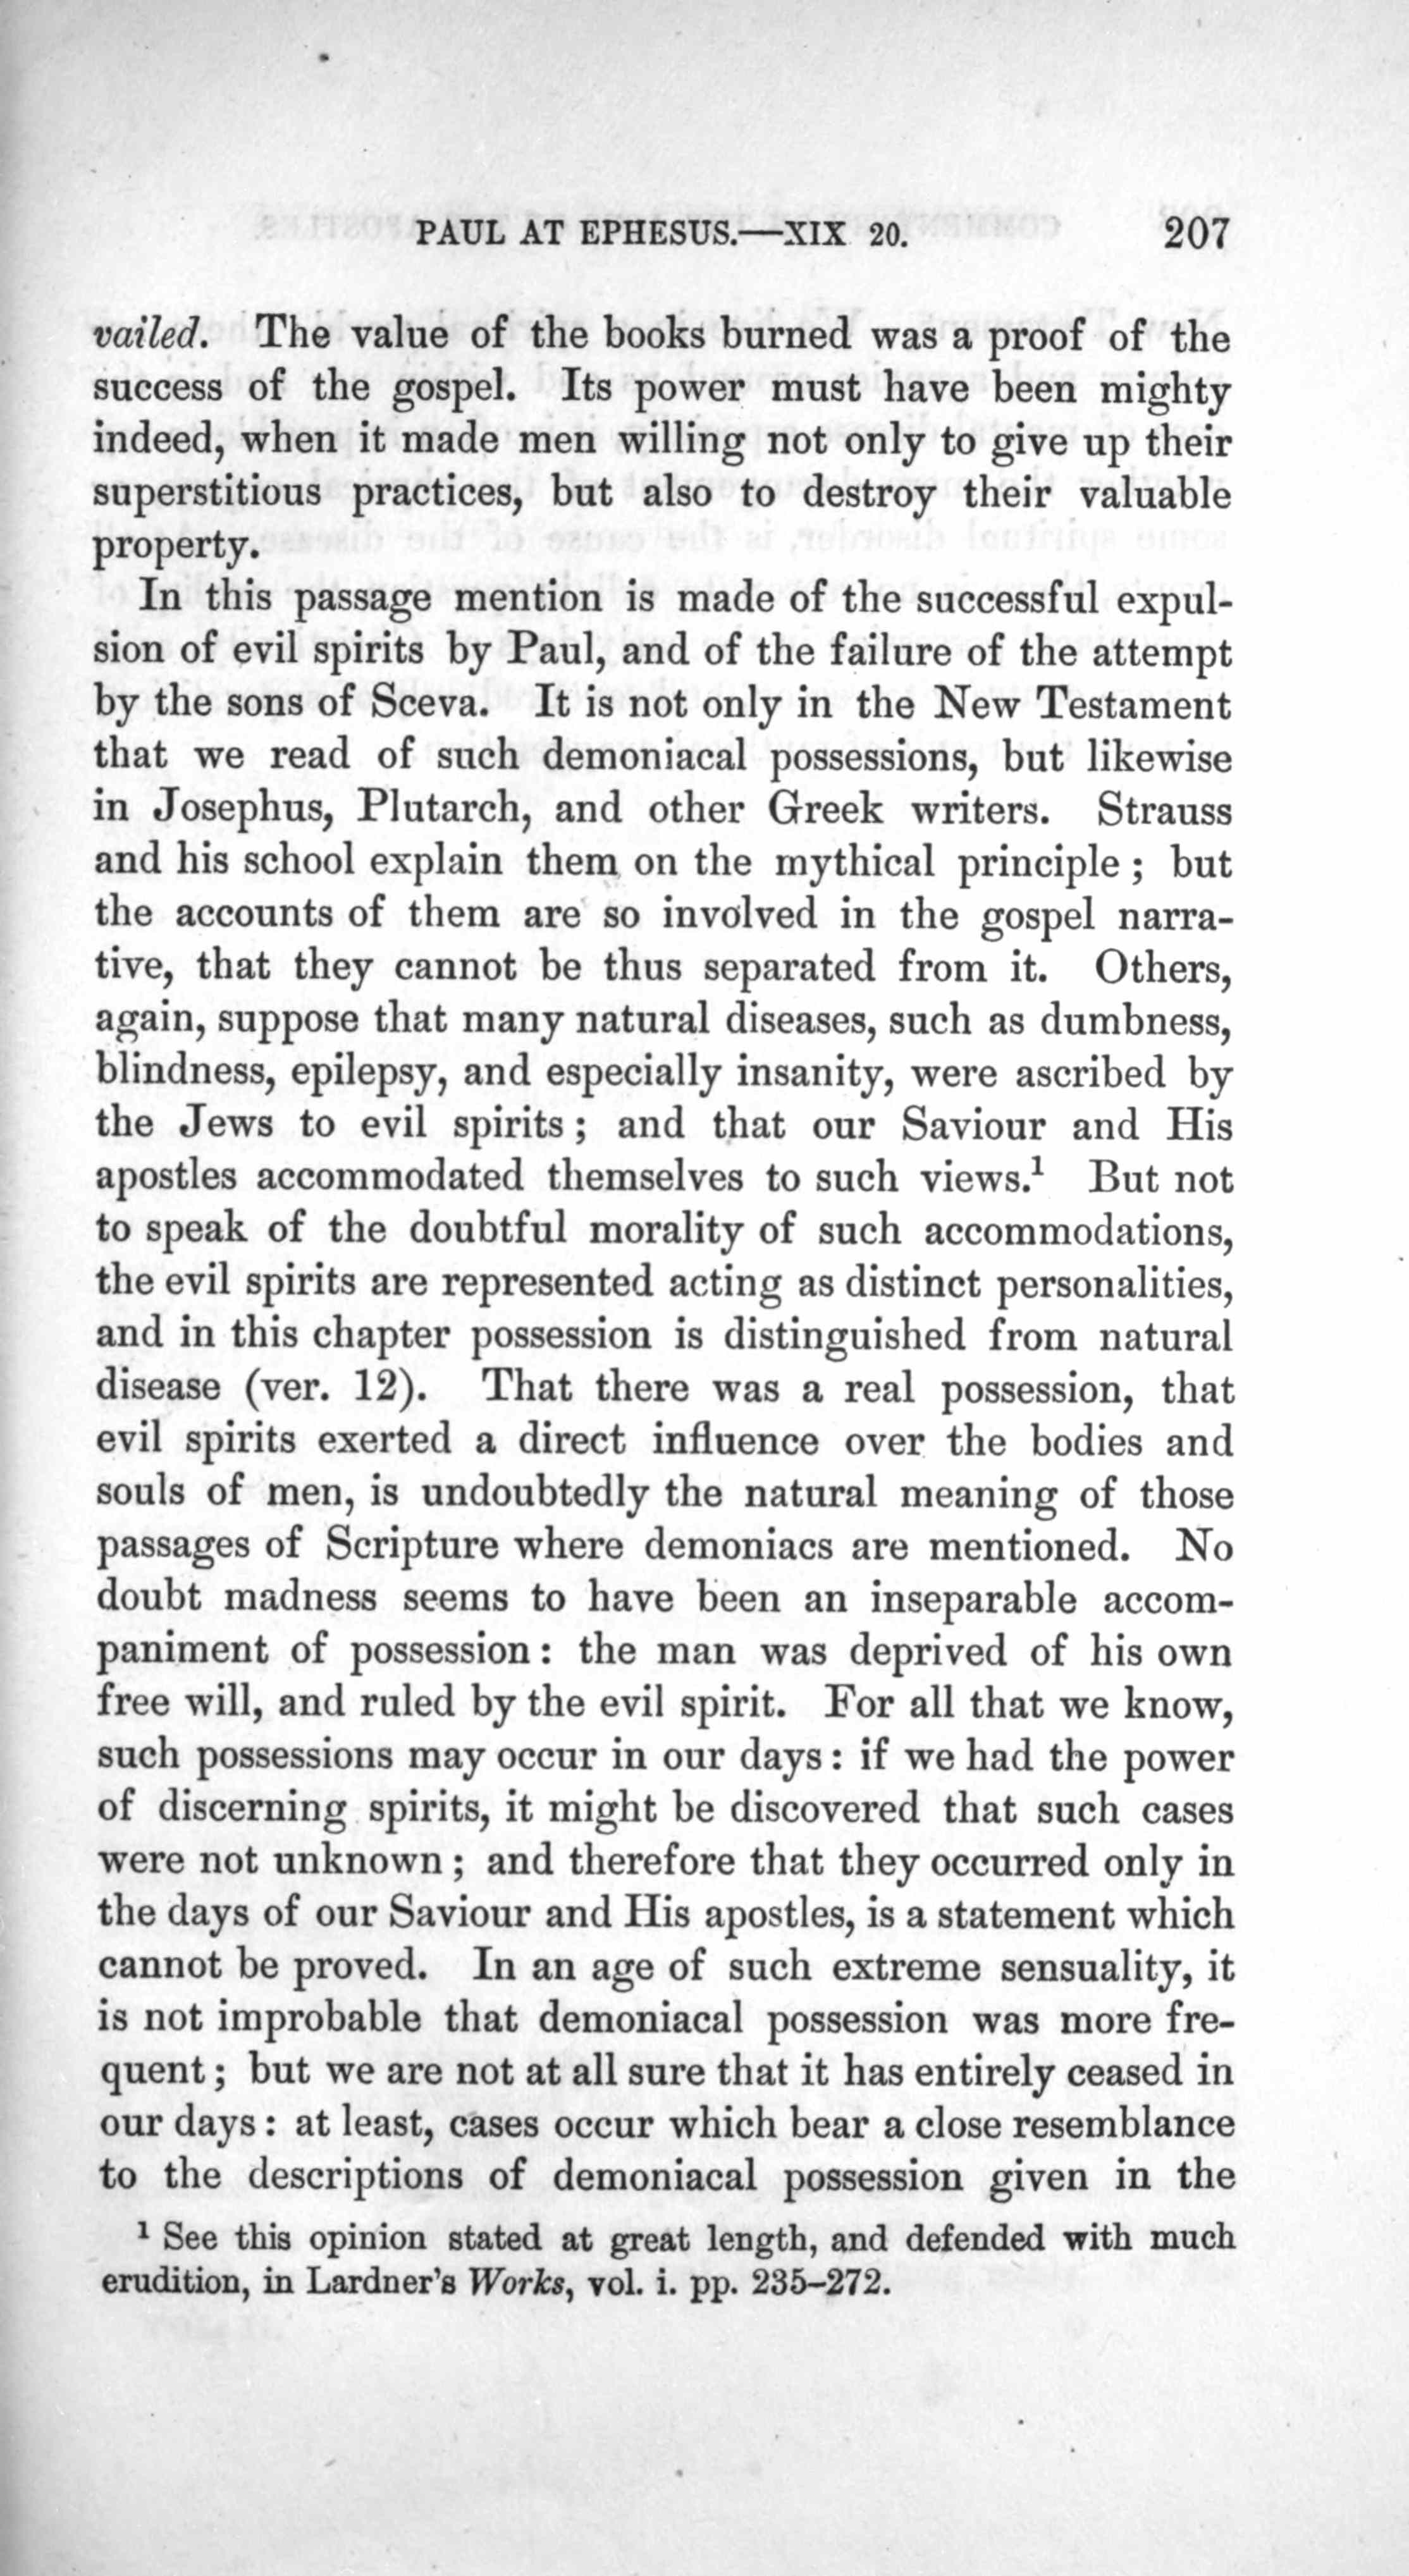 PAUL AT EPHESUS.—XIX 20. 207
vailed. The value of the books burned was a proof of the
success of the gospel. Its power must have been mighty
indeed, when it made men willing not only to give up their
superstitious practices, but also to destroy their valuable
property.
In this passage mention is made of the successful expul-
sion of evil spirits by Paul, and of the failure of the attempt
by the sons of Sceva. It is not only in the New Testament
that we read of such demoniacal possessions, but likewise
in Josephus, Plutarch, and other Greek writers. Strauss
and his school explain them on the mythical principle; but
the accounts of them are so involved in the gospel narra-
tive, that they cannot be thus separated from it. Others,
again, suppose that many natural diseases, such as dumbness,
blindness, epilepsy, and especially insanity, were ascribed by
the Jews to evil spirits; and that our Saviour and His
apostles accommodated themselves to such views.¹ But not
to speak of the doubtful morality of such accommodations,
the evil spirits are represented acting as distinct personalities,
and in this chapter possession is distinguished from natural
disease (ver. 12). That there was a real possession, that
evil spirits exerted a direct influence over the bodies and
souls of men, is undoubtedly the natural meaning of those
passages of Scripture where demoniacs are mentioned. No
doubt madness seems to have been an inseparable accom-
paniment of possession: the man was deprived of his own
free will, and ruled by the evil spirit. For all that we know,
such possessions may occur in our days: if we had the power
of discerning spirits, it might be discovered that such cases
were not unknown; and therefore that they occurred only in
the days of our Saviour and His apostles, is a statement which
cannot be proved. In an age of such extreme sensuality, it
is not improbable that demoniacal possession was more fre-
quent; but we are not at all sure that it has entirely ceased in
our days: at least, cases occur which bear a close resemblance
to the descriptions of demoniacal possession given in the
¹ See this opinion stated at great length, and defended with much
erudition, in Lardner's Works, vol. i. pp. 235–272.